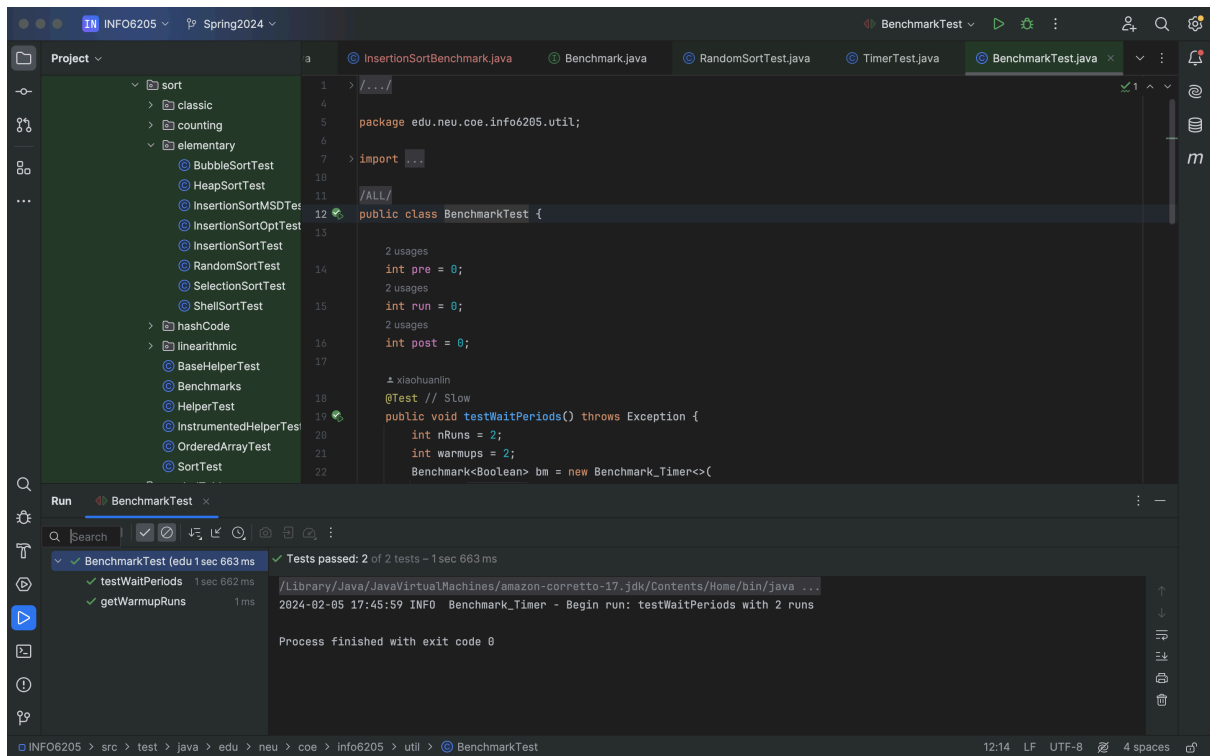 IN INFO6205 Spring2024 BenchmarkTest
Project
a InsertionSortBenchmark.java Benchmark.java RandomSortTest.java TimerTest.java BenchmarkTest.java
sort
classic
counting
elementary
BubbleSortTest
HeapSortTest
InsertionSortMSDTes
InsertionSortOptTest
InsertionSortTest
RandomSortTest
SelectionSortTest
ShellSortTest
hashCode
linearithmic
BaseHelperTest
Benchmarks
HelperTest
InstrumentedHelperTest
OrderedArrayTest
SortTest
1 /.../
1
4
5 package edu.neu.coe.info6205.util;
6
7 import ...
10
11 /ALL/
12 public class BenchmarkTest {
13
2 usages
14 int pre = 0;
2 usages
15 int run = 0;
2 usages
16 int post = 0;
17
xiaohuanlin
18 @Test // Slow
19 public void testWaitPeriods() throws Exception {
20 int nRuns = 2;
21 int warmups = 2;
22 Benchmark<Boolean> bm = new Benchmark_Timer<>(
m
Run BenchmarkTest
Search
BenchmarkTest (edu 1 sec 663 ms
testWaitPeriods 1 sec 662 ms
getWarmupRuns 1 ms
Tests passed: 2 of 2 tests – 1 sec 663 ms
/Library/Java/JavaVirtualMachines/amazon-corretto-17.jdk/Contents/Home/bin/java ...
2024-02-05 17:45:59 INFO Benchmark_Timer - Begin run: testWaitPeriods with 2 runs
Process finished with exit code 0
INFO6205 > src > test > java > edu > neu > coe > info6205 > util > BenchmarkTest
12:14 LF UTF-8 4 spaces